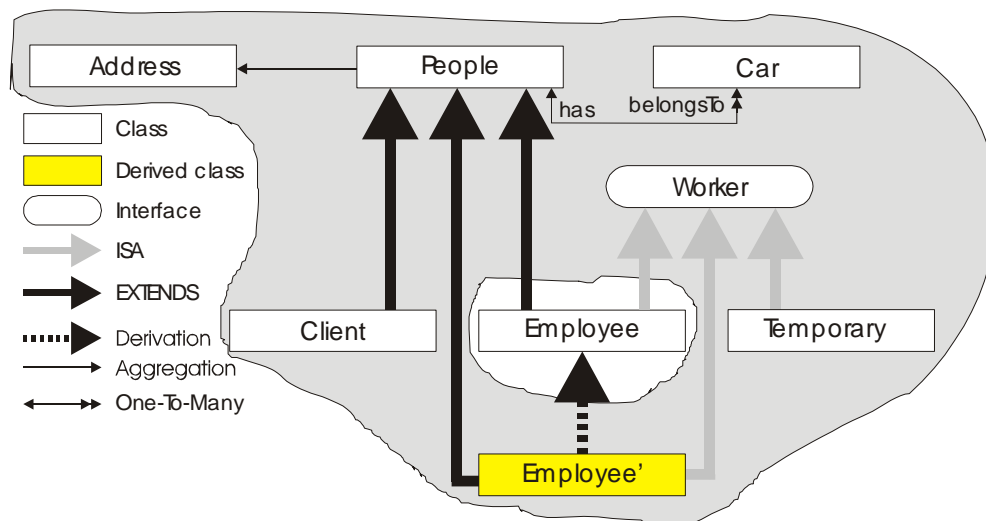 Address
People
Car
has
belongsTo
Class
Derived class
Interface
ISA
EXTENDS
Derivation
Aggregation
One-To-Many
Worker
Client
Employee
Temporary
Employee’